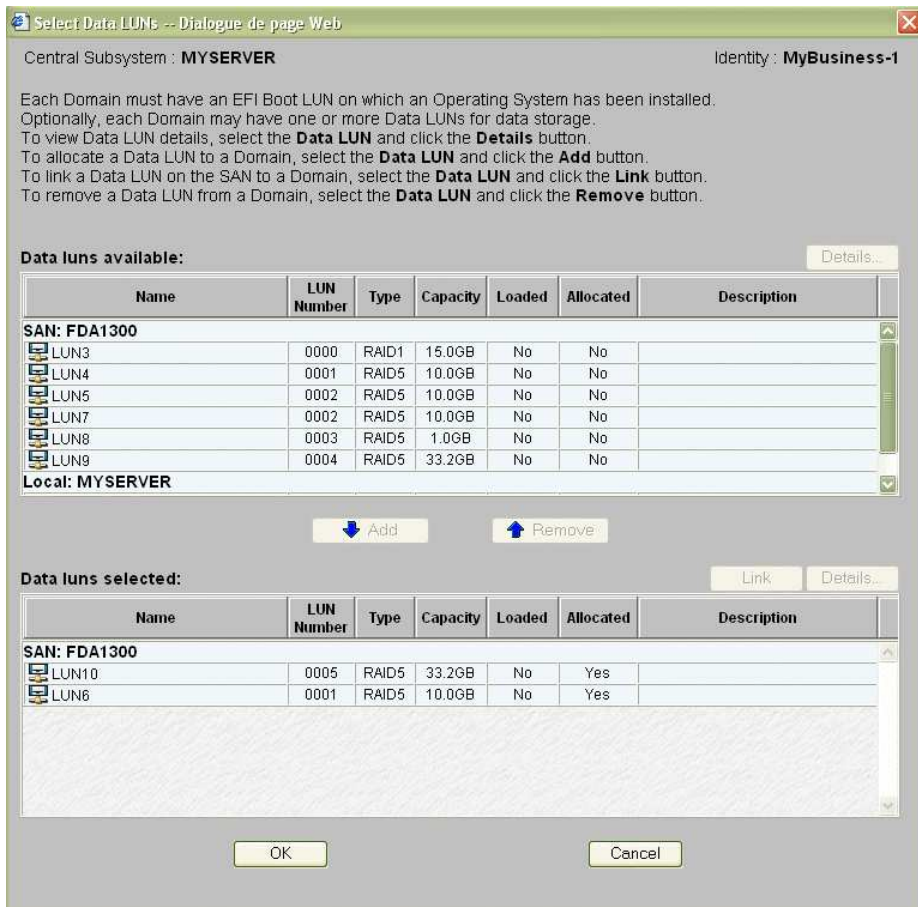 Select Data LUNs -- Dialogue de page Web
Central Subsystem : MYSERVER Identity : MyBusiness-1
Each Domain must have an EFI Boot LUN on which an Operating System has been installed.
Optionally, each Domain may have one or more Data LUNs for data storage.
To view Data LUN details, select the Data LUN and click the Details button.
To allocate a Data LUN to a Domain, select the Data LUN and click the Add button.
To link a Data LUN on the SAN to a Domain, select the Data LUN and click the Link button.
To remove a Data LUN from a Domain, select the Data LUN and click the Remove button.
Data luns available: Details...
Name LUN Number Type Capacity Loaded Allocated Description
SAN: FDA1300
LUN3 0000 RAID1 15.0GB No No
LUN4 0001 RAID5 10.0GB No No
LUN5 0002 RAID5 10.0GB No No
LUN7 0002 RAID5 10.0GB No No
LUN8 0003 RAID5 1.0GB No No
LUN9 0004 RAID5 33.2GB No No
Local: MYSERVER
Add Remove
Data luns selected: Link Details...
Name LUN Number Type Capacity Loaded Allocated Description
SAN: FDA1300
LUN10 0005 RAID5 33.2GB No Yes
LUN6 0001 RAID5 10.0GB No Yes
OK Cancel